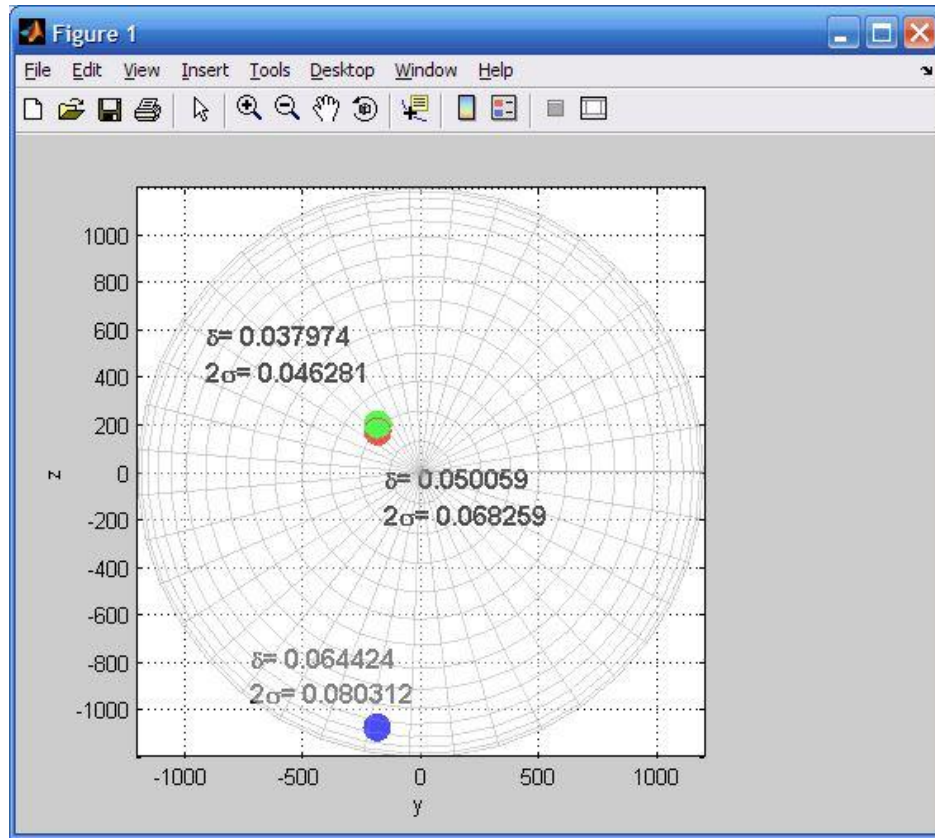 Figure 1
File Edit View Insert Tools Desktop Window Help
1000
800
600
400
200
0
-200
-400
-600
-800
-1000
z
δ= 0.037974
2σ= 0.046281
δ= 0.050059
2σ= 0.068259
δ= 0.064424
2σ= 0.080312
-1000 -500 0 500 1000
y